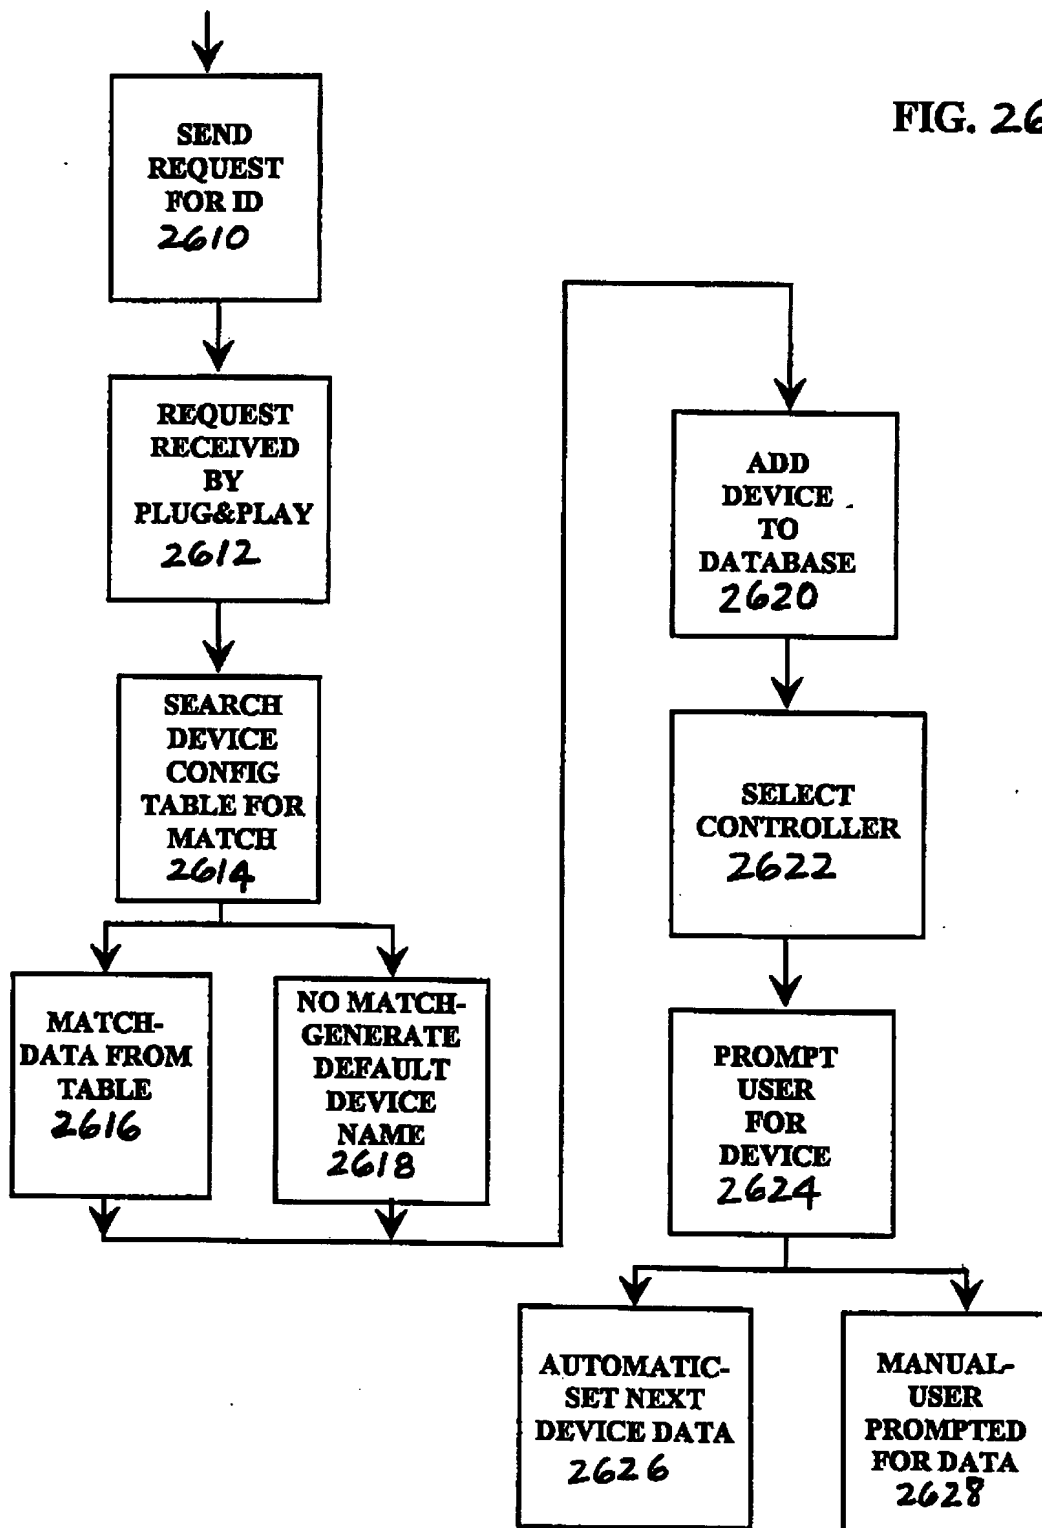 FIG. 26
SEND
REQUEST
FOR ID
2610
REQUEST
RECEIVED
BY
PLUG&PLAY
2612
SEARCH
DEVICE
CONFIG
TABLE FOR
MATCH
2614
MATCH-
DATA FROM
TABLE
2616
NO MATCH-
GENERATE
DEFAULT
DEVICE
NAME
2618
ADD
DEVICE
TO
DATABASE
2620
SELECT
CONTROLLER
2622
PROMPT
USER
FOR
DEVICE
2624
AUTOMATIC-
SET NEXT
DEVICE DATA
2626
MANUAL-
USER
PROMPTED
FOR DATA
2628